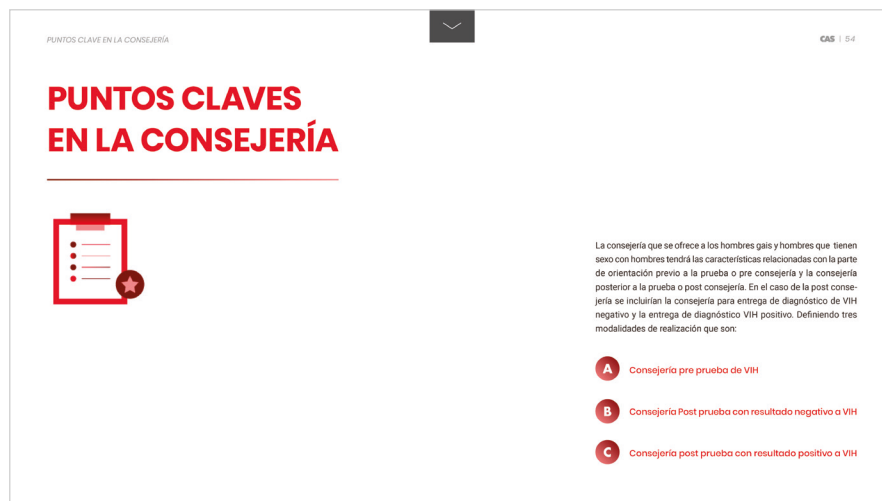 PUNTOS CLAVE EN LA CONSEJERÍA
CAS | 54
PUNTOS CLAVES
EN LA CONSEJERÍA
La consejería que se ofrece a los hombres gais y hombres que tienen
sexo con hombres tendrá las características relacionadas con la parte
de orientación previo a la prueba o pre consejería y la consejería
posterior a la prueba o post consejería. En el caso de la post conse-
jería se incluirían la consejería para entrega de diagnóstico de VIH
negativo y la entrega de diagnóstico VIH positivo. Definiendo tres
modalidades de realización que son:
A Consejería pre prueba de VIH
B Consejería Post prueba con resultado negativo a VIH
C Consejería post prueba con resultado positivo a VIH